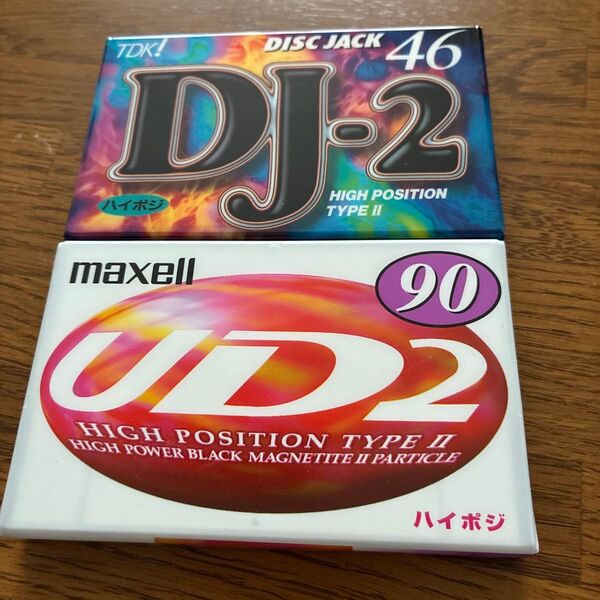 TDK!
DISC JACK 46
DJ-2
ハイポジ
HIGH POSITION
TYPE II
maxell
90
UD2
HIGH POSITION TYPE II
HIGH POWER BLACK MAGNETITE II PARTICLE
ハイポジ